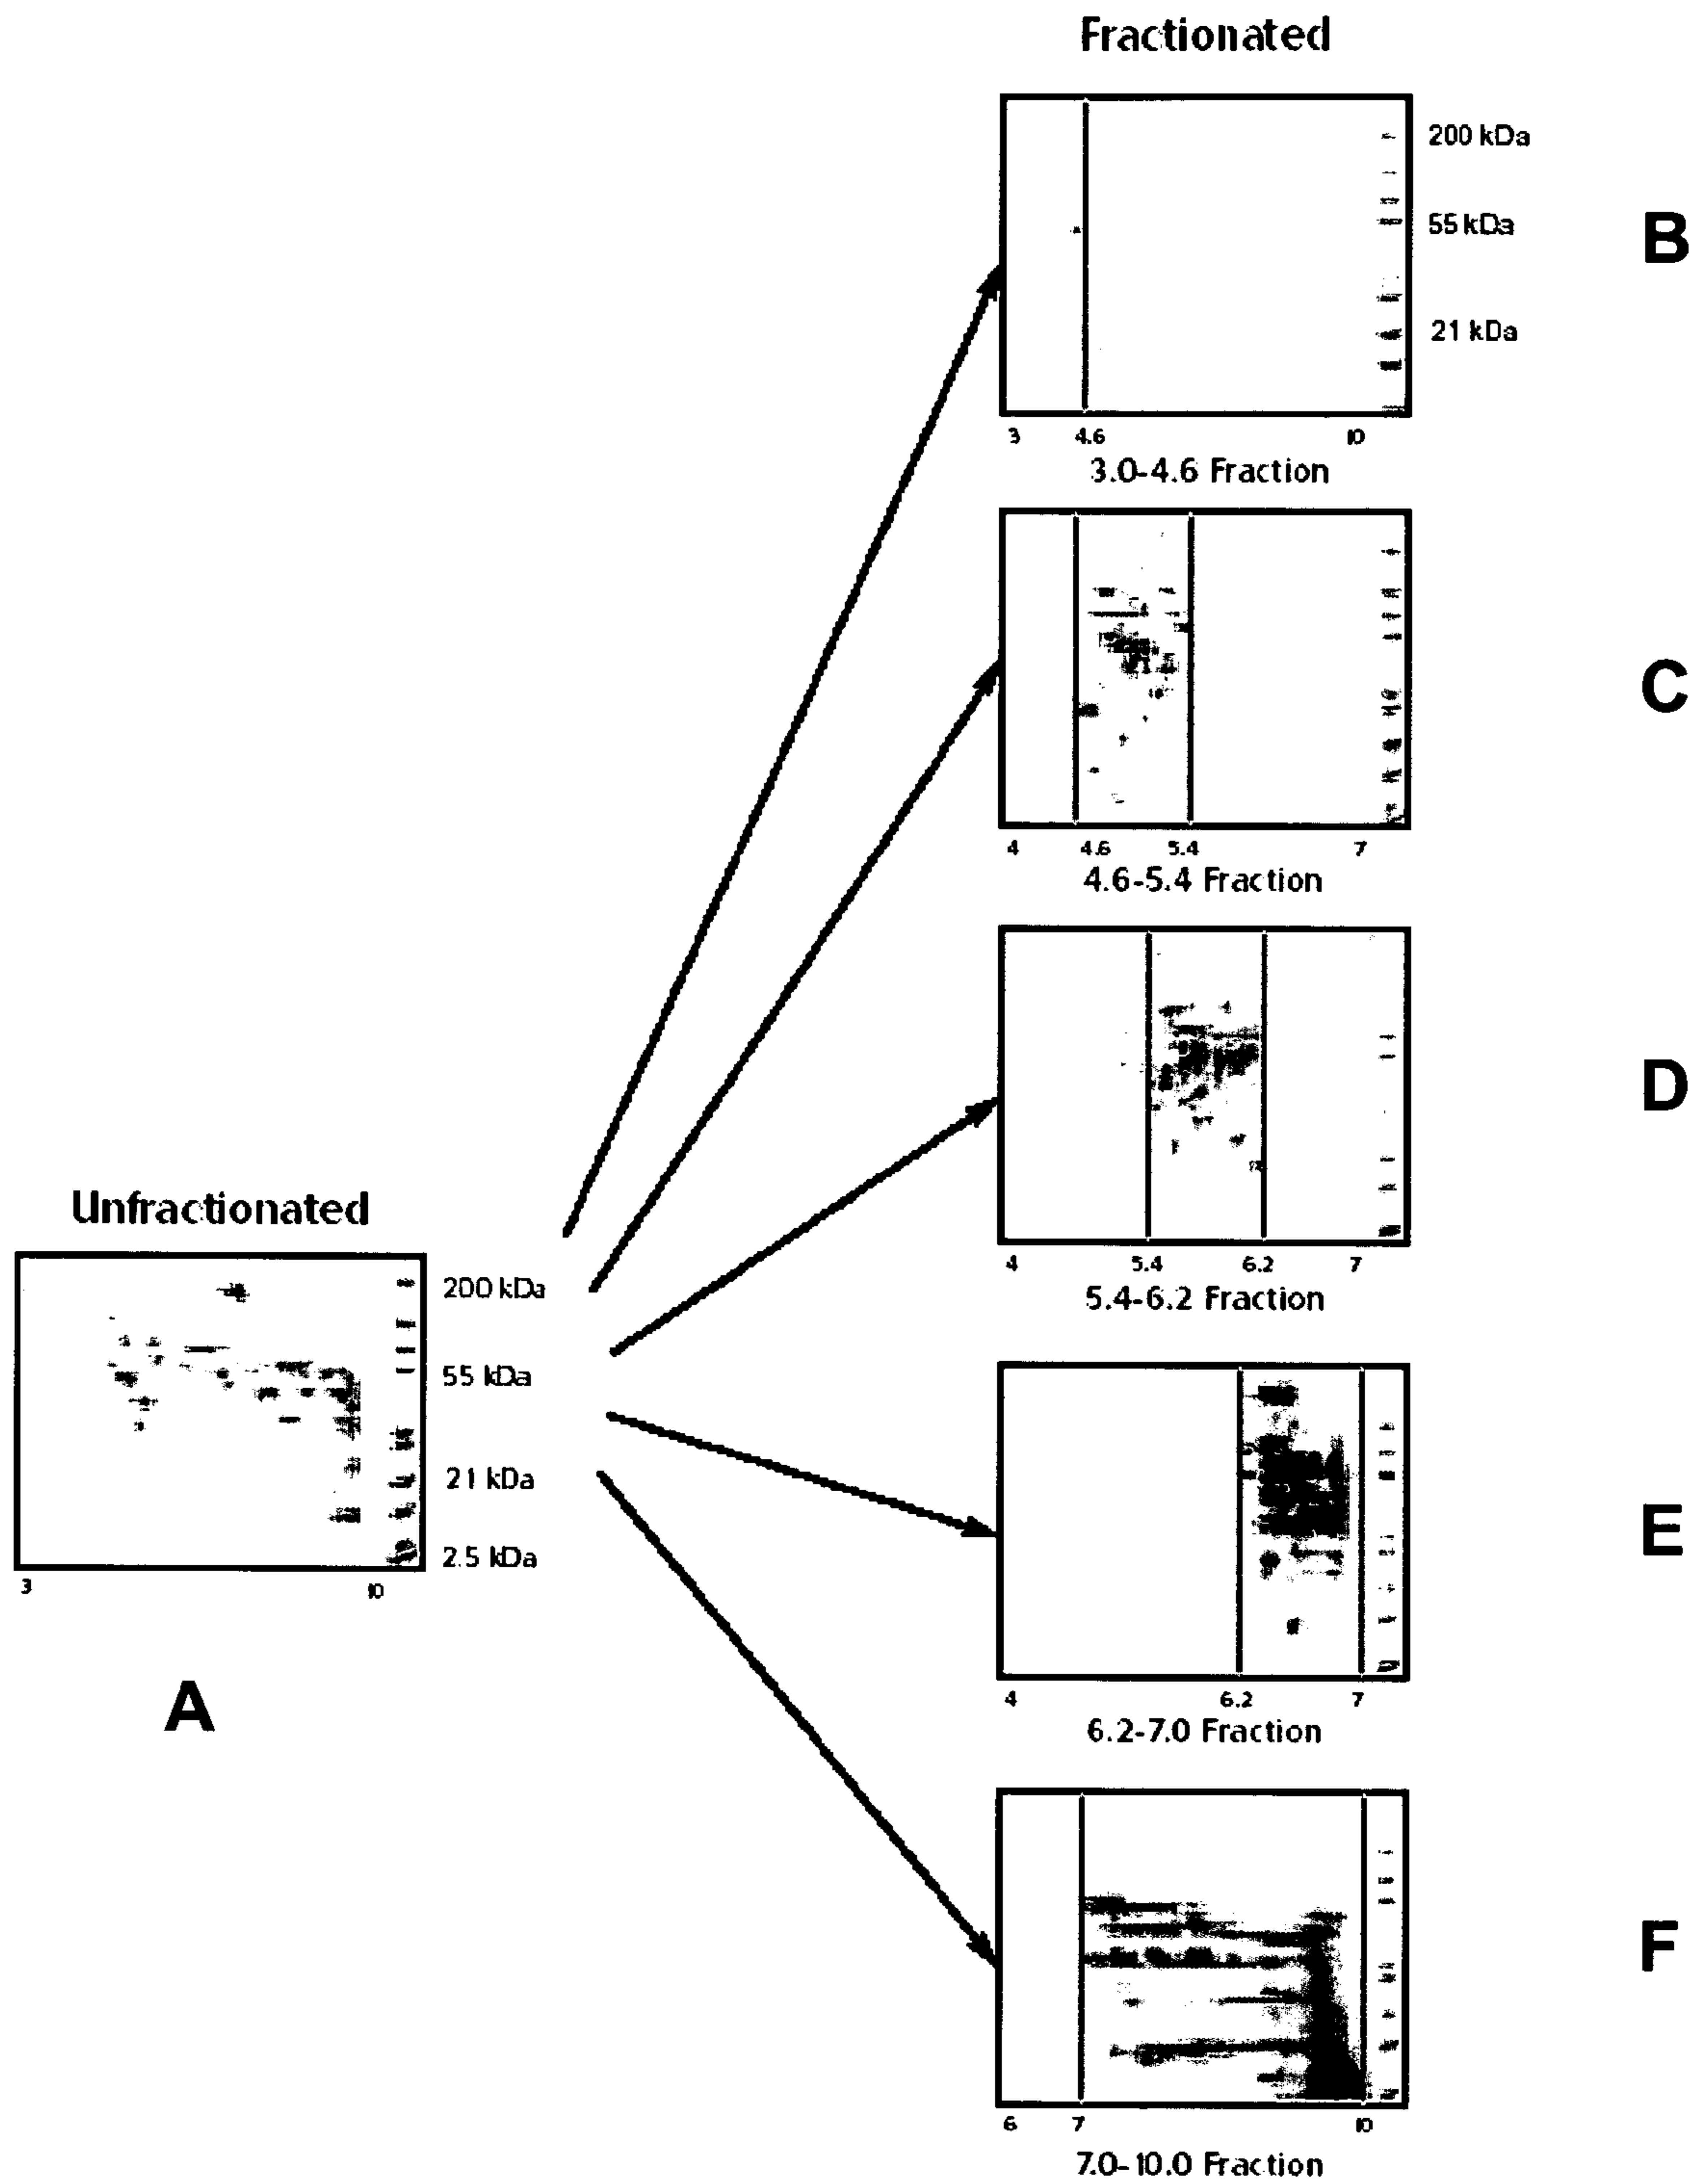 Fractionated
200 kDa
55 kDa
21 kDa
B
3 4.6 10
3.0-4.6 Fraction
C
4 4.6 5.4 7
4.6-5.4 Fraction
D
4 5.4 6.2 7
5.4-6.2 Fraction
Unfractionated
200 kDa
55 kDa
21 kDa
2.5 kDa
3 10
A
E
4 6.2 7
6.2-7.0 Fraction
F
6 7 10
7.0-10.0 Fraction